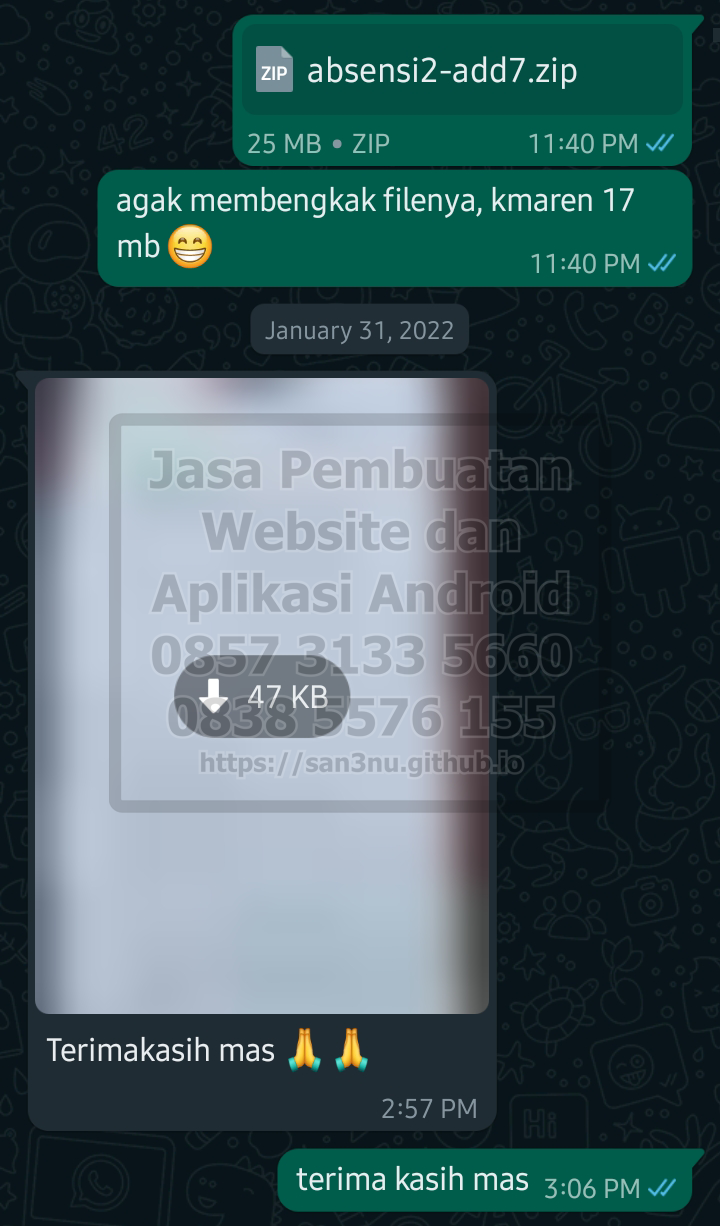 ZIP absensi2-add7.zip
25 MB • ZIP 11:40 PM
agak membengkak filenya, kmaren 17
mb 😁 11:40 PM
January 31, 2022
Jasa Pembuatan
Website dan
Aplikasi Android
0857 3133 5660
47 KB
0838 5576 155
https://san3nu.github.io
Terimakasih mas 🙏 🙏
2:57 PM
terima kasih mas 3:06 PM